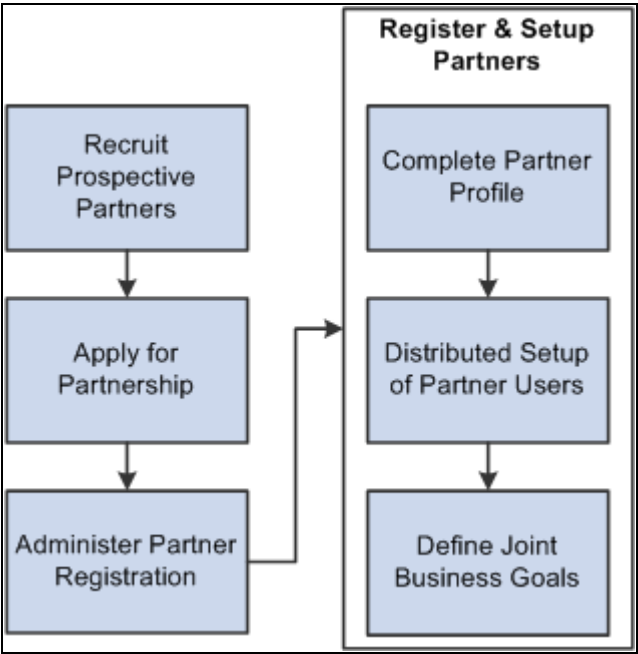 Recruit
Prospective
Partners
Apply for
Partnership
Administer Partner
Registration
Register & Setup
Partners
Complete Partner
Profile
Distributed Setup
of Partner Users
Define Joint
Business Goals